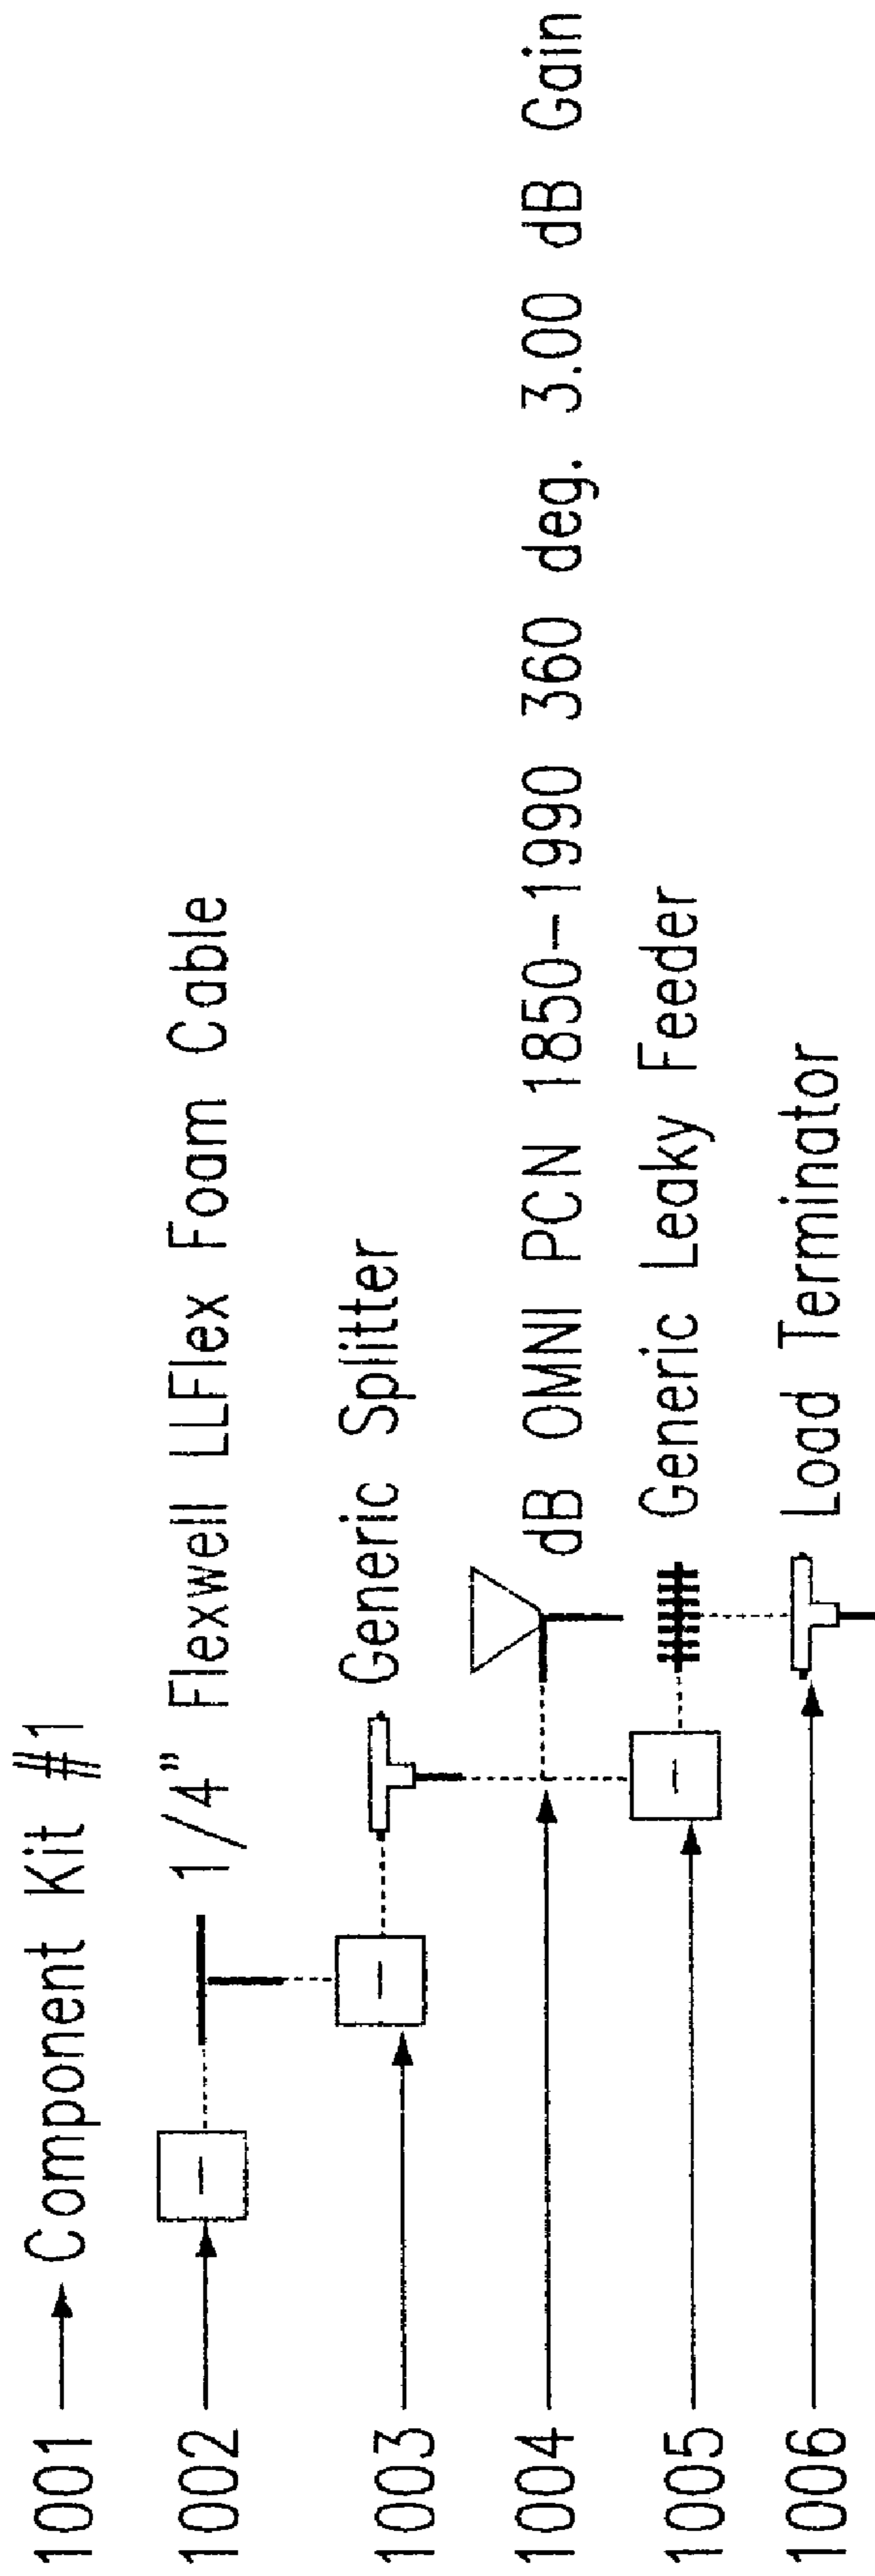 1001 Component Kit #1
1002 1/4" Flexwell LLFlex Foam Cable
1003 Generic Splitter
1004 dB OMNI PCN 1850-1990 360 deg. 3.00 dB Gain
1005 Generic Leaky Feeder
1006 Load Terminator